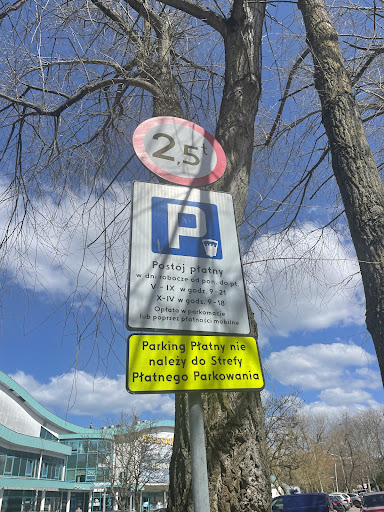 2,5t
P
Postój płatny
w dni robocze od pon. do pt.
V - IX w godz. 9-21
X-IV w godz. 9-18
Opłata w parkomacie
lub poprzez płatności mobilne
Parking Płatny nie
należy do Strefy
Płatnego Parkowania